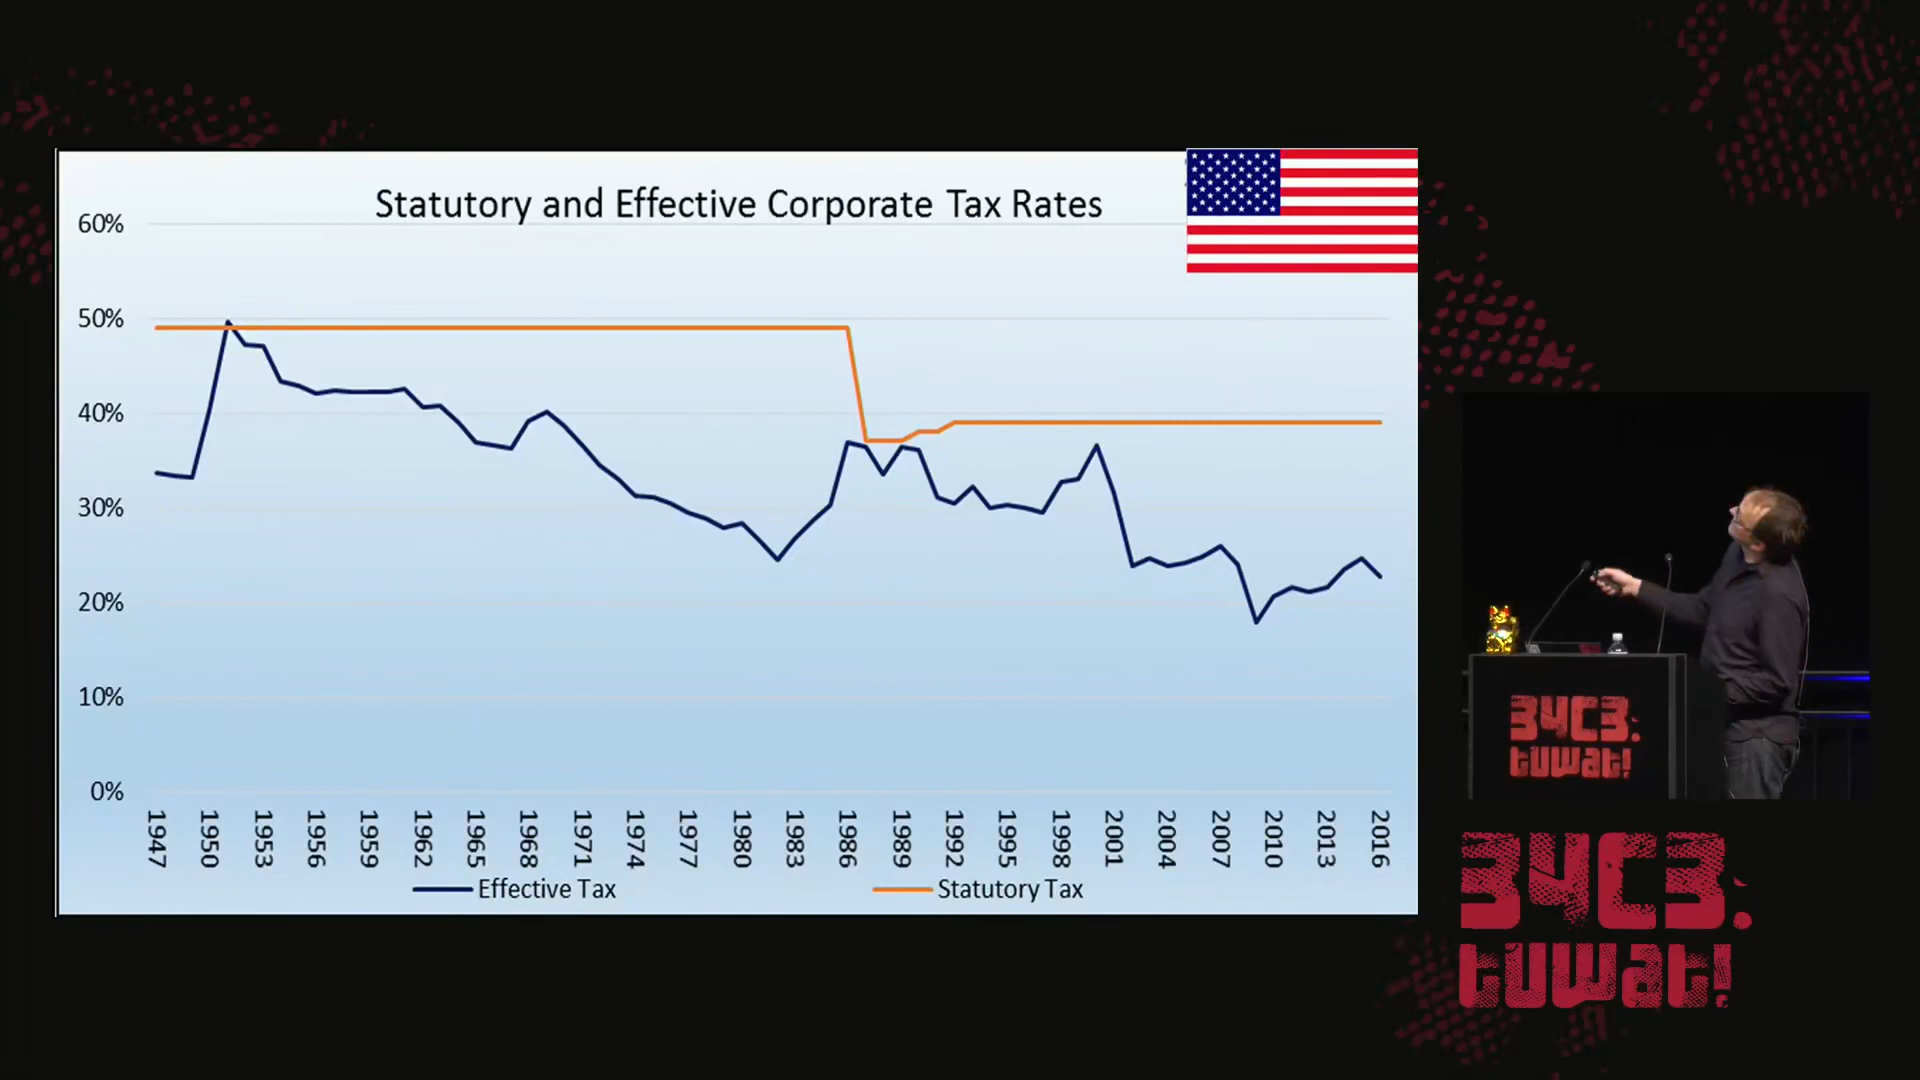 Statutory and Effective Corporate Tax Rates
60%
50%
40%
30%
20%
10%
0%
1947 1950 1953 1956 1959 1962 1965 1968 1971 1974 1977 1980 1983 1986 1989 1992 1995 1998 2001 2004 2007 2010 2013 2016
Effective Tax Statutory Tax
34C3.
tuwat!
34C3.
tuwat!